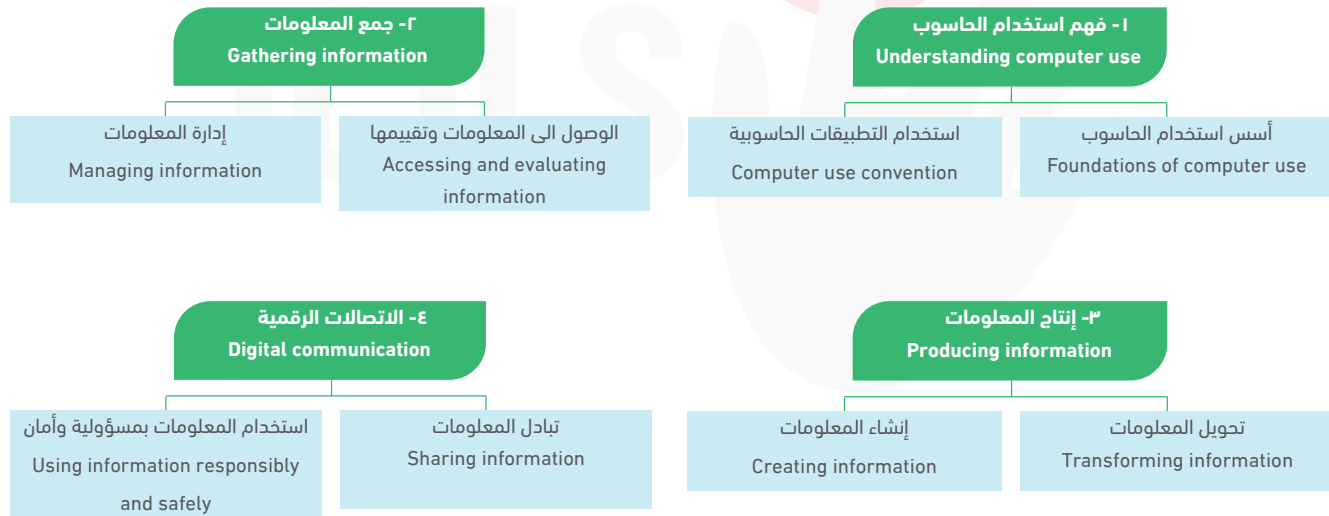 ١- فهم استخدام الحاسوب
Understanding computer use
أسس استخدام الحاسوب
Foundations of computer use
استخدام التطبيقات الحاسوبية
Computer use convention
٢- جمع المعلومات
Gathering information
الوصول الى المعلومات وتقييمها
Accessing and evaluating
information
إدارة المعلومات
Managing information
٣- إنتاج المعلومات
Producing information
تحويل المعلومات
Transforming information
إنشاء المعلومات
Creating information
٤- الاتصالات الرقمية
Digital communication
تبادل المعلومات
Sharing information
استخدام المعلومات بمسؤولية وأمان
Using information responsibly
and safely